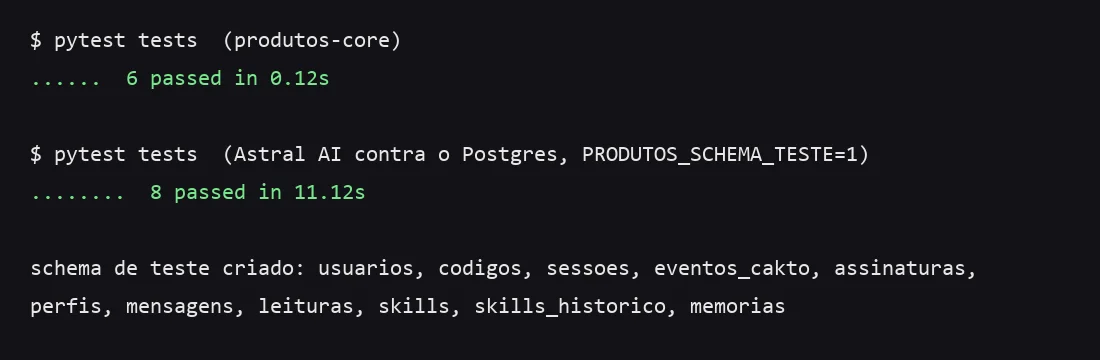 $ pytest tests  (produtos-core)
......  6 passed in 0.12s
$ pytest tests  (Astral AI contra o Postgres, PRODUTOS_SCHEMA_TESTE=1)
........  8 passed in 11.12s
schema de teste criado: usuarios, codigos, sessoes, eventos_cakto, assinaturas,
perfis, mensagens, leituras, skills, skills_historico, memorias